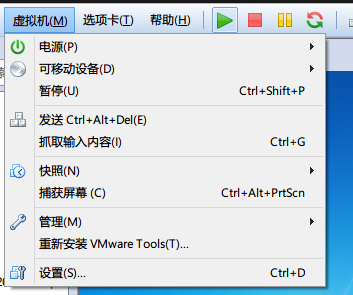 虚拟机(M) 选项卡(T) 帮助(H)
电源(P)
可移动设备(D)
暂停(U) Ctrl+Shift+P
发送 Ctrl+Alt+Del(E)
抓取输入内容(I) Ctrl+G
快照(N)
捕获屏幕 (C) Ctrl+Alt+PrtScn
管理(M)
重新安装 VMware Tools(T)...
设置(S)... Ctrl+D